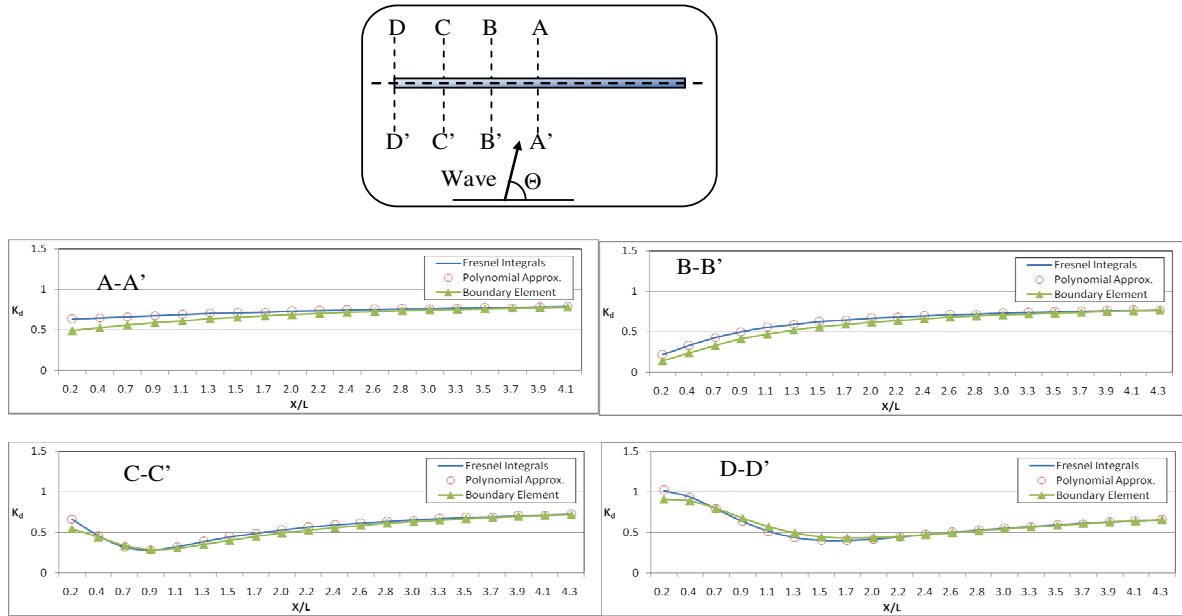 D C B A
D’ C’ B’ A’
Wave Θ
A-A’
Fresnel Integrals
Polynomial Approx.
Boundary Element
1.5
1
0.5
0
K_d
0.2 0.4 0.7 0.9 1.1 1.3 1.5 1.7 2.0 2.2 2.4 2.6 2.8 3.0 3.3 3.5 3.7 3.9 4.1
X/L
B-B’
Fresnel Integrals
Polynomial Approx.
Boundary Element
1.5
1
0.5
0
K_d
0.2 0.4 0.7 0.9 1.1 1.3 1.5 1.7 2.0 2.2 2.4 2.6 2.8 3.0 3.3 3.5 3.7 3.9 4.1 4.3
X/L
C-C’
Fresnel Integrals
Polynomial Approx.
Boundary Element
1.5
1
0.5
0
K_d
0.2 0.4 0.7 0.9 1.1 1.3 1.5 1.7 2.0 2.2 2.4 2.6 2.8 3.0 3.3 3.5 3.7 3.9 4.1 4.3
X/L
D-D’
Fresnel Integrals
Polynomial Approx.
Boundary Element
1.5
1
0.5
0
K_d
0.2 0.4 0.7 0.9 1.1 1.3 1.5 1.7 2.0 2.2 2.4 2.6 2.8 3.0 3.3 3.5 3.7 3.9 4.1 4.3
X/L